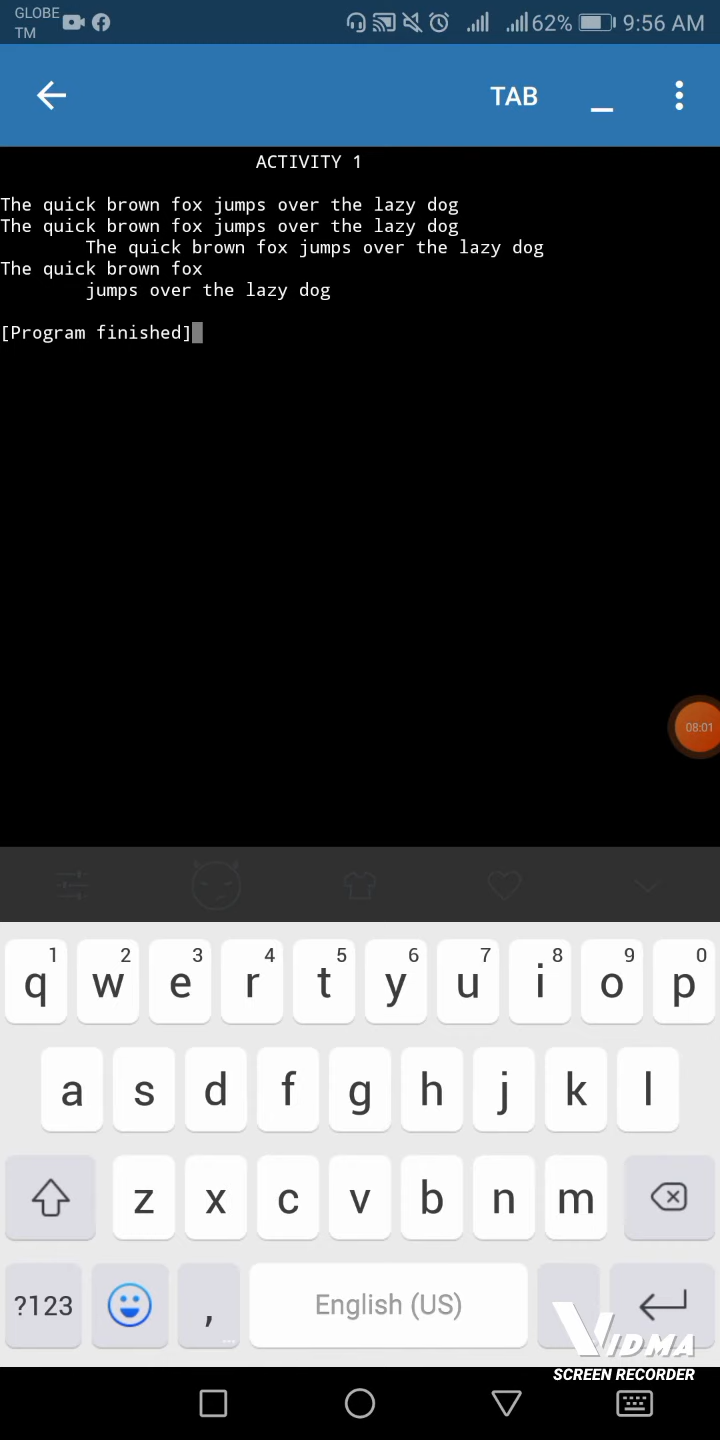 GLOBE
TM
62% 9:56 AM
TAB
ACTIVITY 1
The quick brown fox jumps over the lazy dog
The quick brown fox jumps over the lazy dog
The quick brown fox jumps over the lazy dog
The quick brown fox
jumps over the lazy dog
[Program finished]
08:01
1 2 3 4 5 6 7 8 9 0
q w e r t y u i o p
a s d f g h j k l
z x c v b n m
?123 , English (US)
VIDMA
SCREEN RECORDER